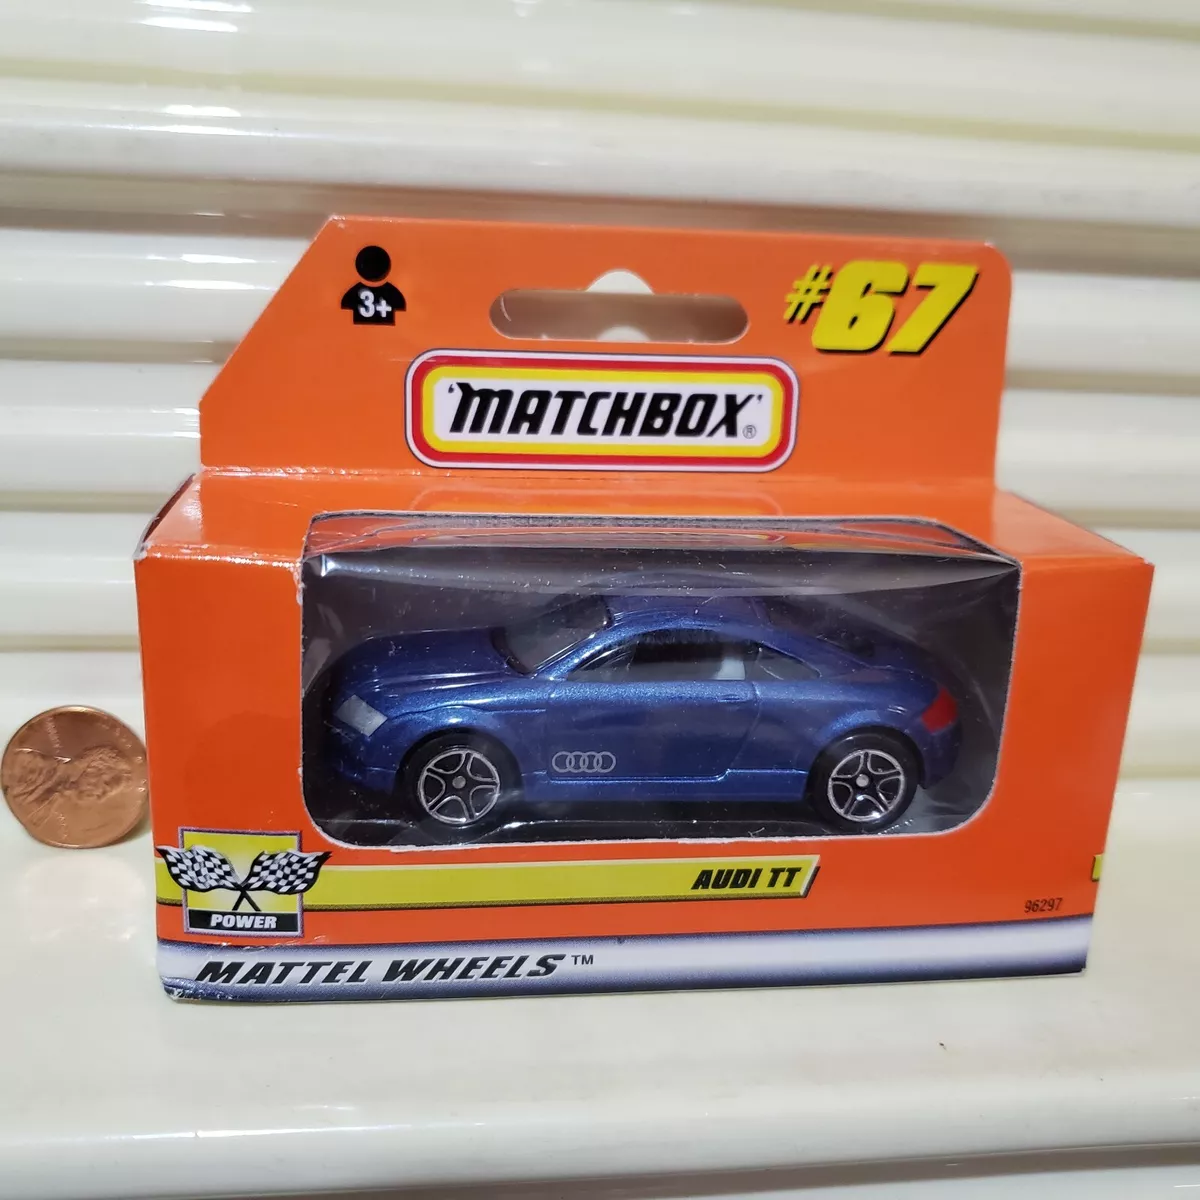 3+
#67
'MATCHBOX'®
AUDI TT
POWER
96297
MATTEL WHEELS™